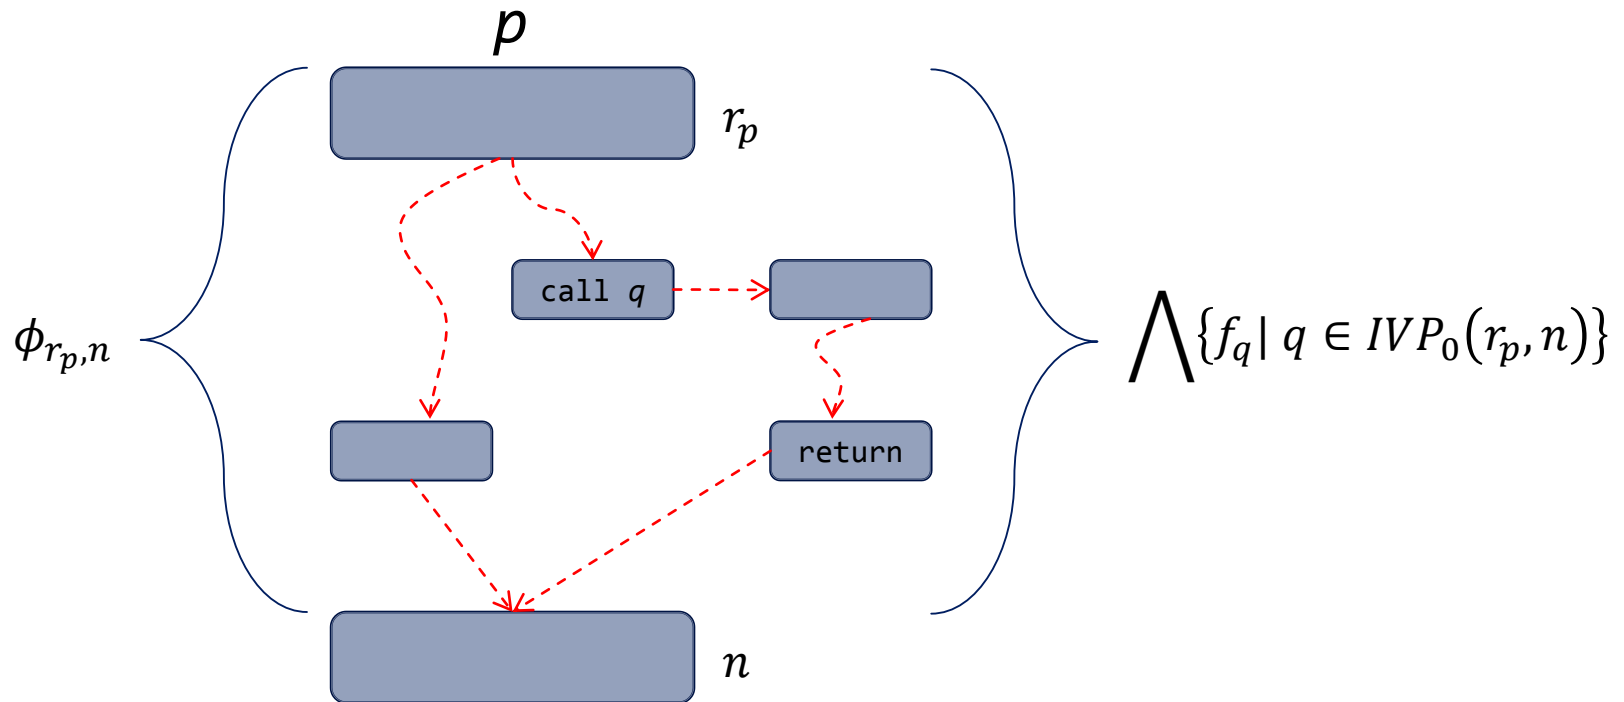 p
r_p
call q
ϕ_{r_p,n}
⋀{f_q| q ∈ IVP_0(r_p, n)}
return
n